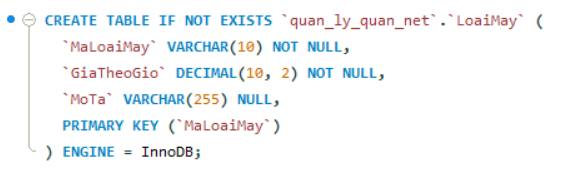 CREATE TABLE IF NOT EXISTS `quan_ly_quan_net`.`LoaiMay` (
`MaLoaiMay` VARCHAR(10) NOT NULL,
`GiaTheoGio` DECIMAL(10, 2) NOT NULL,
`MoTa` VARCHAR(255) NULL,
PRIMARY KEY (`MaLoaiMay`)
) ENGINE = InnoDB;